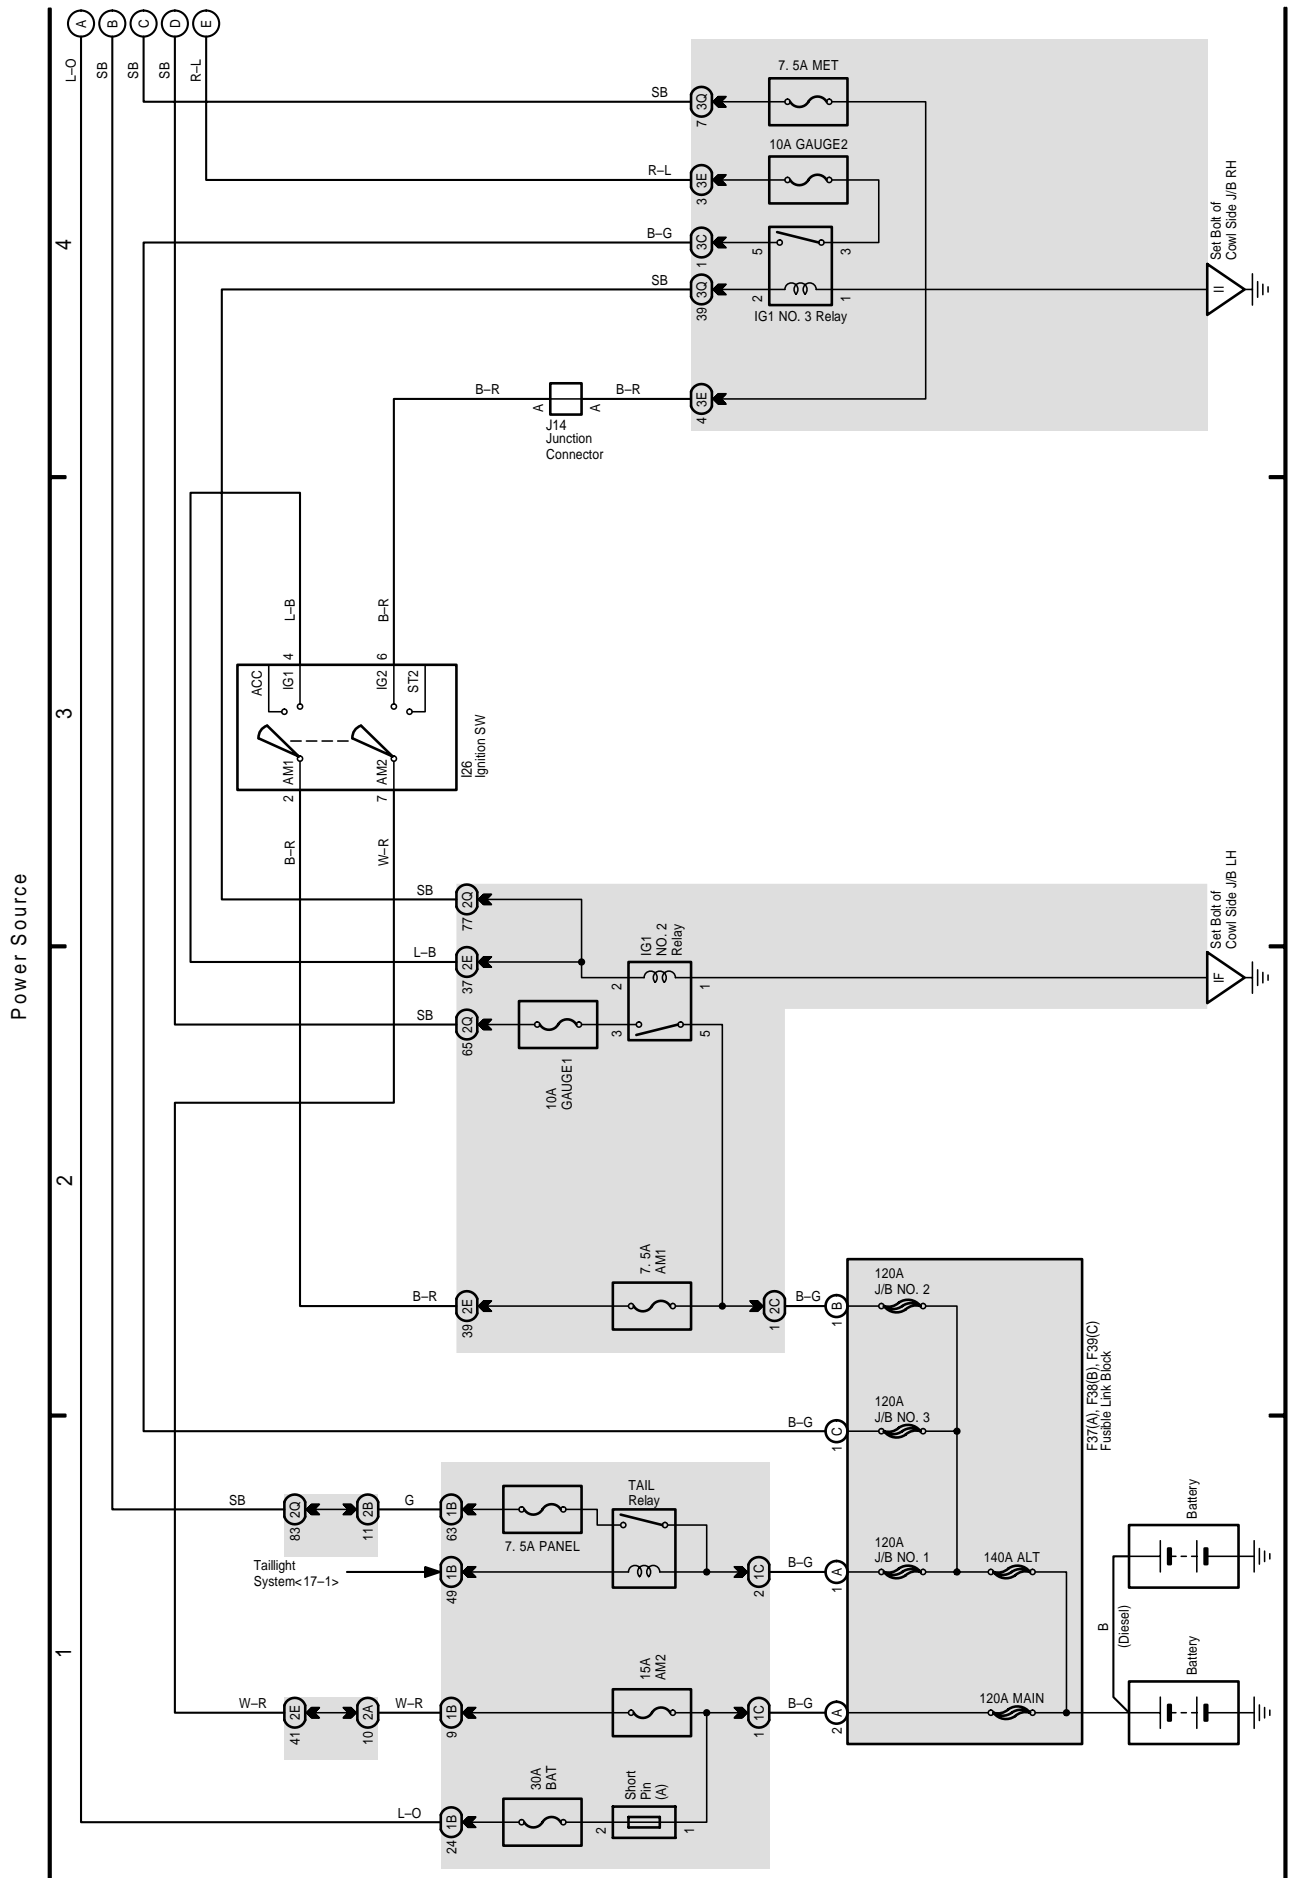 Power Source
1
2
3
4
A
B
C
D
E
L–O
SB
SB
SB
R–L
SB
7
3Q
7. 5A MET
R–L
3
3E
10A GAUGE2
B–G
1
3C
5
3
SB
39
3Q
2
1
IG1 NO. 3 Relay
II
Set Bolt of
Cowl Side J/B RH
B–R
A
A
B–R
4
3E
J14
Junction
Connector
L–B
B–R
4
6
ACC
IG1
IG2
ST2
AM1
AM2
2
7
I26
Ignition SW
B–R
W–R
SB
77
2Q
L–B
37
2E
IG1
NO. 2
Relay
2
1
SB
65
2Q
3
5
10A
GAUGE1
IF
Set Bolt of
Cowl Side J/B LH
B–R
39
2E
7. 5A
AM1
1
2C
B–G
1
B
120A
J/B NO. 2
B–G
1
C
120A
J/B NO. 3
F37(A), F38(B), F39(C)
Fusible Link Block
SB
83
2Q
11
2B
G
63
1B
7. 5A PANEL
TAIL
Relay
Taillight
System<17–1>
49
1B
2
1C
B–G
1
A
120A
J/B NO. 1
140A ALT
Battery
B
(Diesel)
Battery
W–R
41
2E
10
2A
W–R
9
1B
15A
AM2
1
1C
B–G
2
A
120A MAIN
L–O
24
1B
30A
BAT
2
Short
Pin
(A)
1